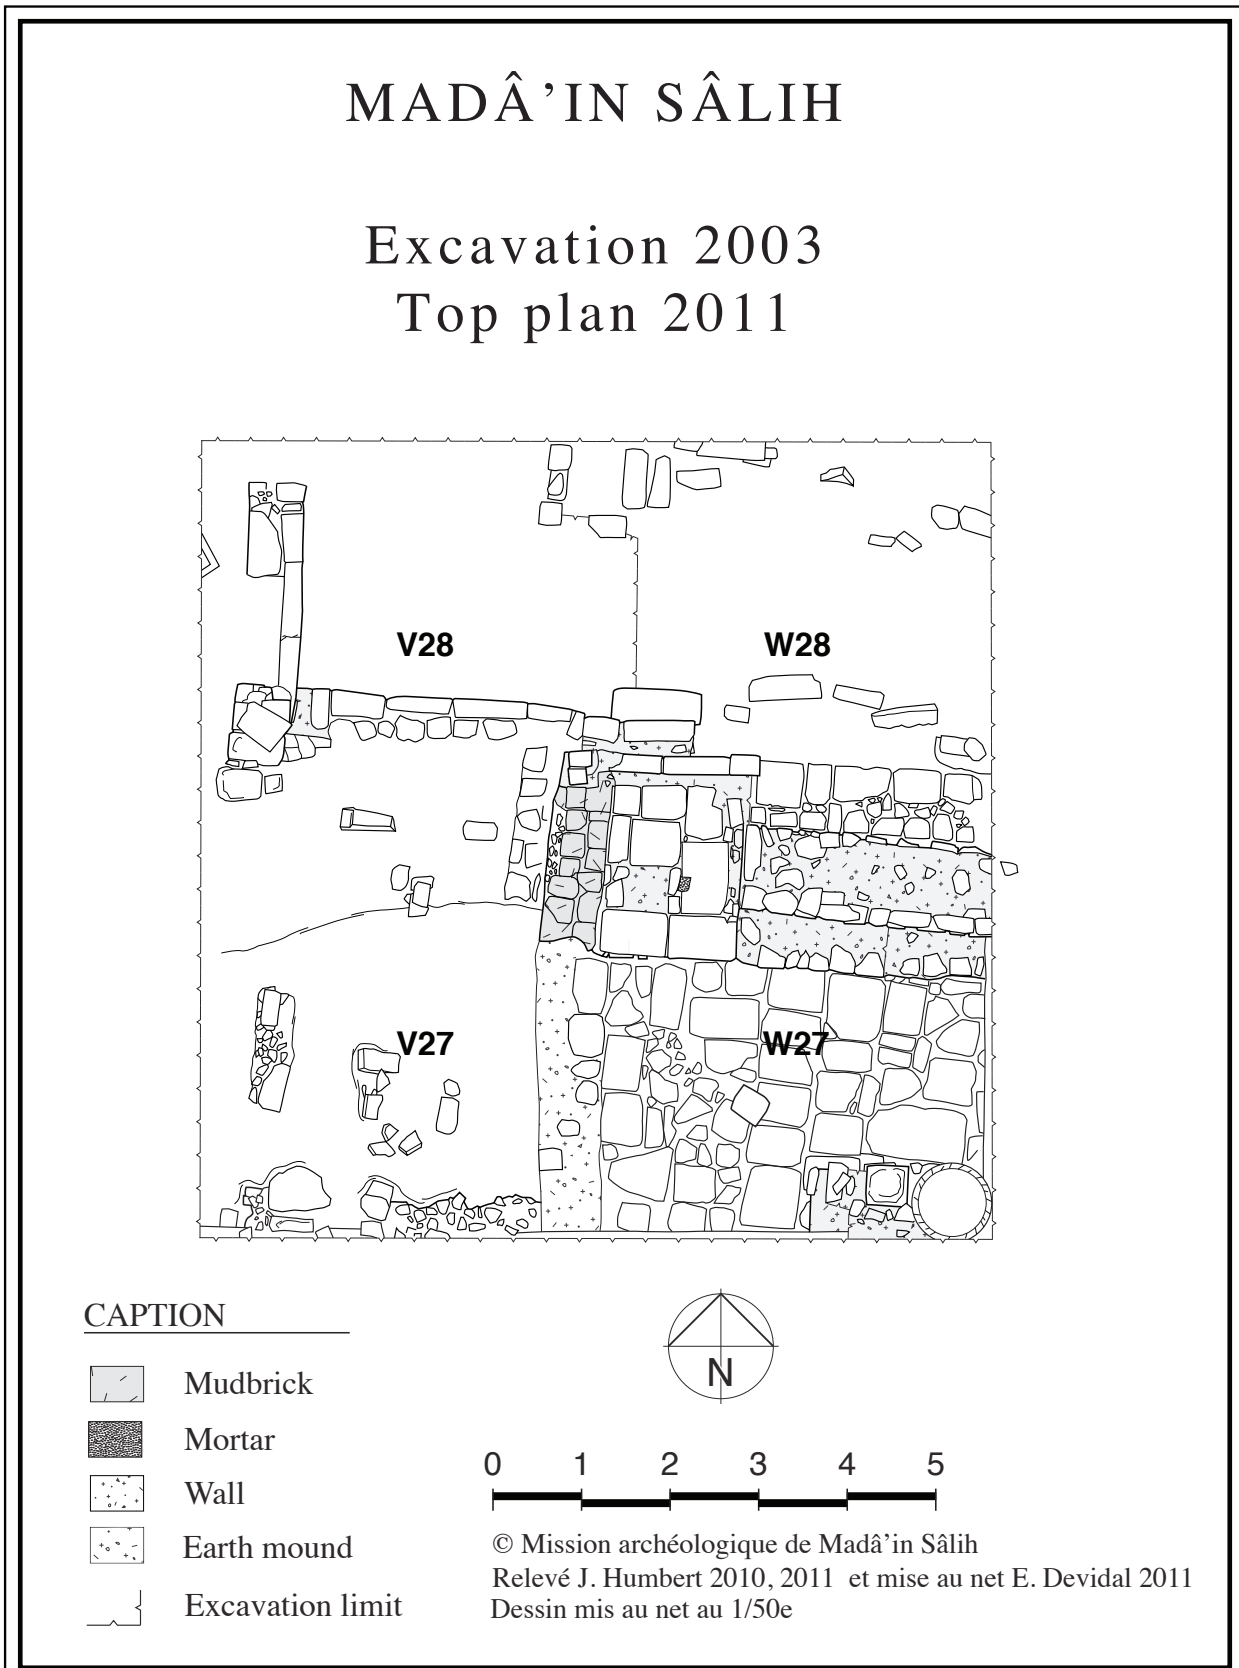 MADÂ’IN SÂLIH
Excavation 2003
Top plan 2011
V28
W28
V27
W27
CAPTION
Mudbrick
Mortar
Wall
Earth mound
Excavation limit
N
0 1 2 3 4 5
© Mission archéologique de Madâ’in Sâlih
Relevé J. Humbert 2010, 2011 et mise au net E. Devidal 2011
Dessin mis au net au 1/50e